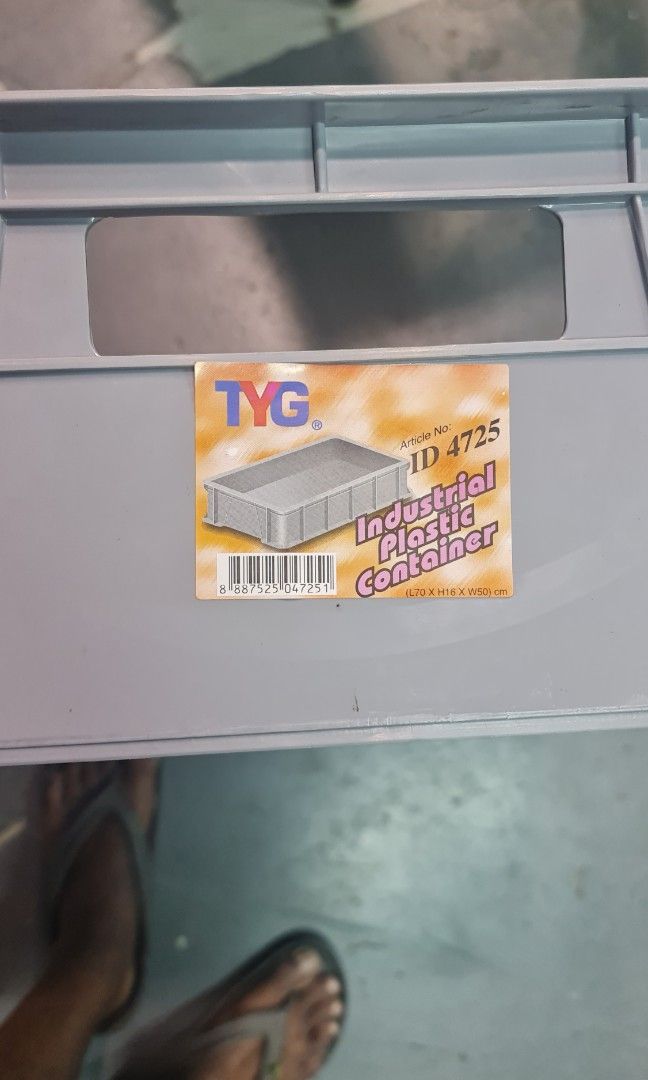 TYG®
Article No:
ID 4725
Industrial
Plastic
Container
8 887525 047251
(L70 X H16 X W50) cm